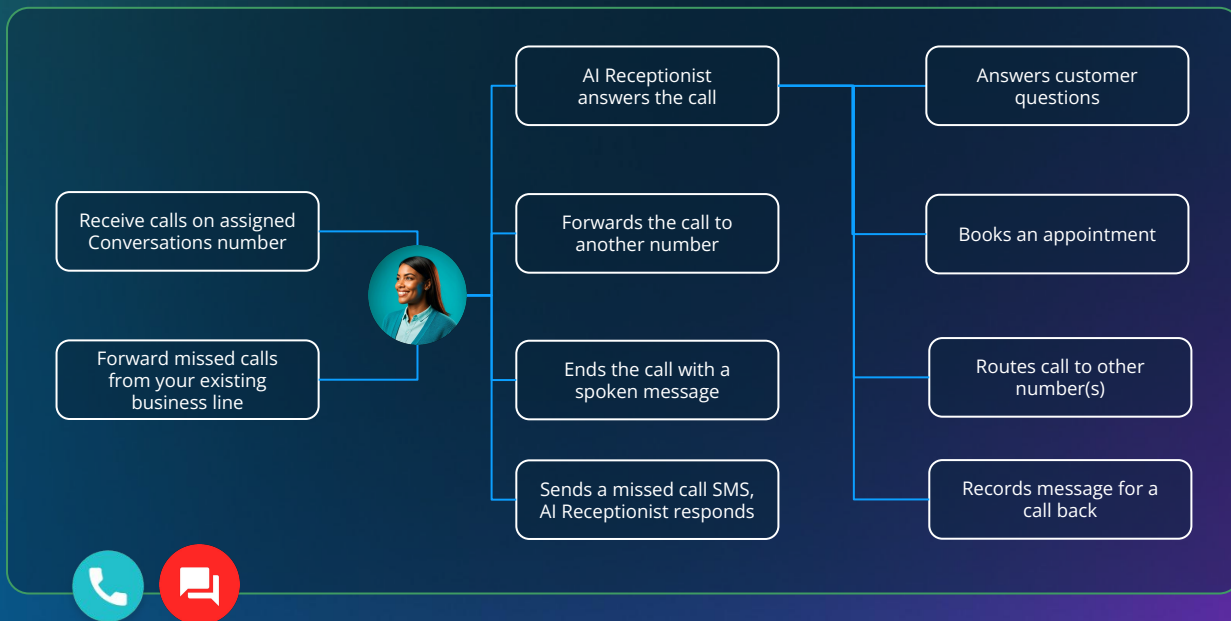 Receive calls on assigned
Conversations number
Forward missed calls
from your existing
business line
AI Receptionist
answers the call
Forwards the call to
another number
Ends the call with a
spoken message
Sends a missed call SMS,
AI Receptionist responds
Answers customer
questions
Books an appointment
Routes call to other
number(s)
Records message for a
call back